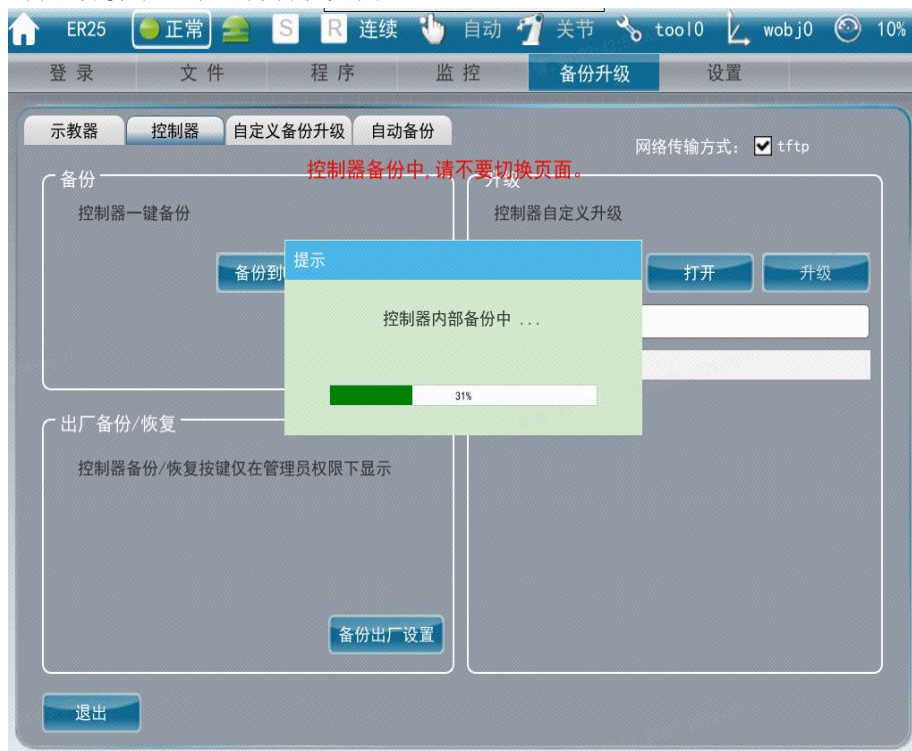 ER25 正常 S R 连续 自动 关节 tool0 wobj0 10%
登录 文件 程序 监控 备份升级 设置
示教器 控制器 自定义备份升级 自动备份
网络传输方式: tftp
控制器备份中,请不要切换页面。
备份
升级
控制器一键备份
控制器自定义升级
备份到
打开
升级
提示
控制器内部备份中 ...
31%
出厂备份/恢复
控制器备份/恢复按键仅在管理员权限下显示
备份出厂设置
退出